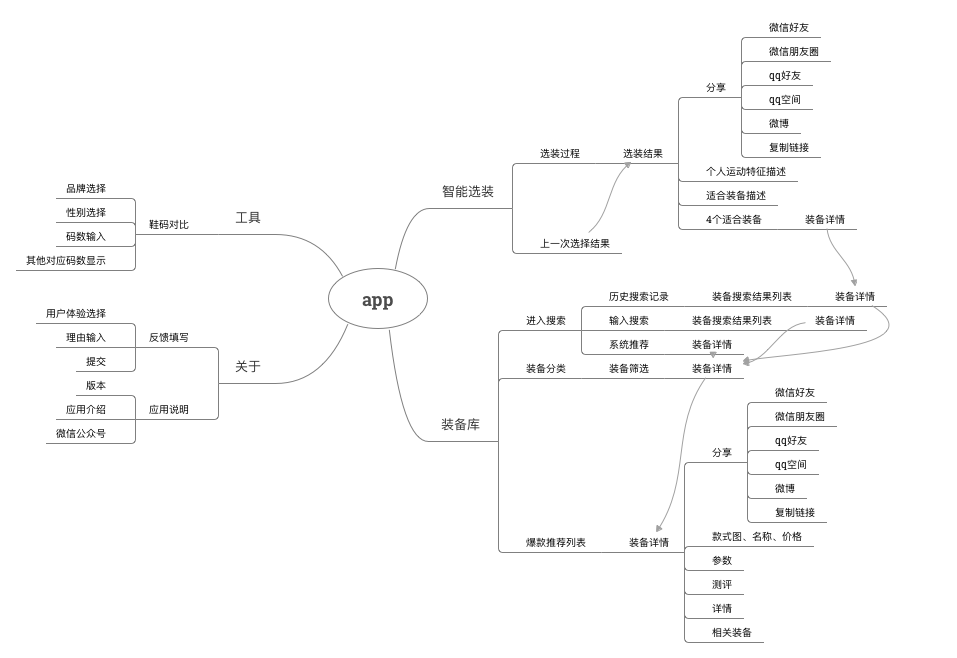 app
智能选装
选装过程
选装结果
分享
微信好友
微信朋友圈
qq好友
qq空间
微博
复制链接
个人运动特征描述
适合装备描述
4个适合装备
装备详情
上一次选择结果
装备库
进入搜索
历史搜索记录
装备搜索结果列表
装备详情
输入搜索
装备搜索结果列表
装备详情
系统推荐
装备详情
装备分类
装备筛选
装备详情
爆款推荐列表
装备详情
分享
微信好友
微信朋友圈
qq好友
qq空间
微博
复制链接
款式图、名称、价格
参数
测评
详情
相关装备
工具
鞋码对比
品牌选择
性别选择
码数输入
其他对应码数显示
关于
反馈填写
用户体验选择
理由输入
提交
应用说明
版本
应用介绍
微信公众号